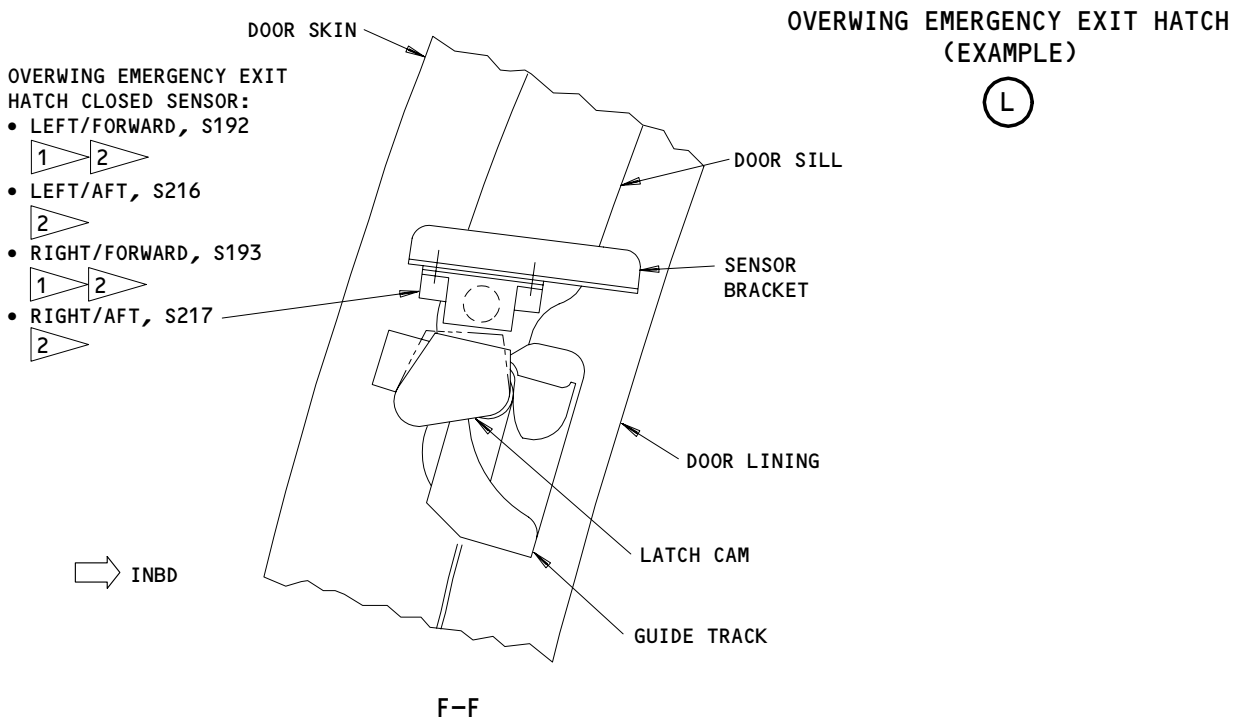 OVERWING EMERGENCY EXIT HATCH
(EXAMPLE)
L
DOOR SKIN
OVERWING EMERGENCY EXIT
HATCH CLOSED SENSOR:
• LEFT/FORWARD, S192
1 2
• LEFT/AFT, S216
2
• RIGHT/FORWARD, S193
1 2
• RIGHT/AFT, S217
2
DOOR SILL
SENSOR
BRACKET
DOOR LINING
LATCH CAM
INBD
GUIDE TRACK
F-F